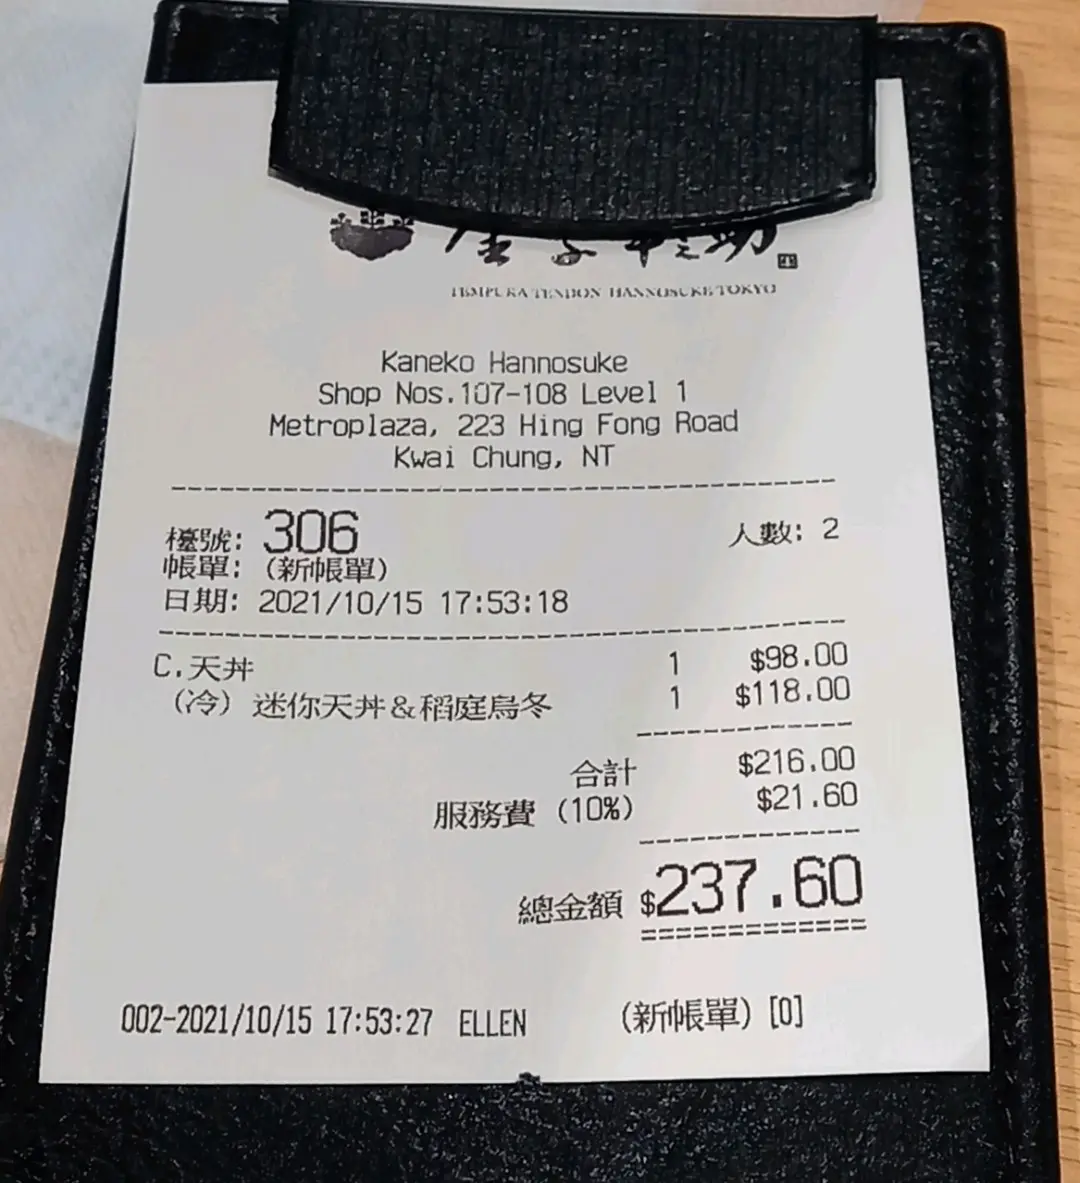 TEMPURA TENDON HANNOSUKE TOKYO
Kaneko Hannosuke
Shop Nos.107-108 Level 1
Metroplaza, 223 Hing Fong Road
Kwai Chung, NT
檯號: 306 人數: 2
帳單: (新帳單)
日期: 2021/10/15 17:53:18
C.天丼 1 $98.00
(冷) 迷你天丼&稻庭烏冬 1 $118.00
合計 $216.00
服務費 (10%) $21.60
總金額 $237.60
002-2021/10/15 17:53:27 ELLEN (新帳單) [0]